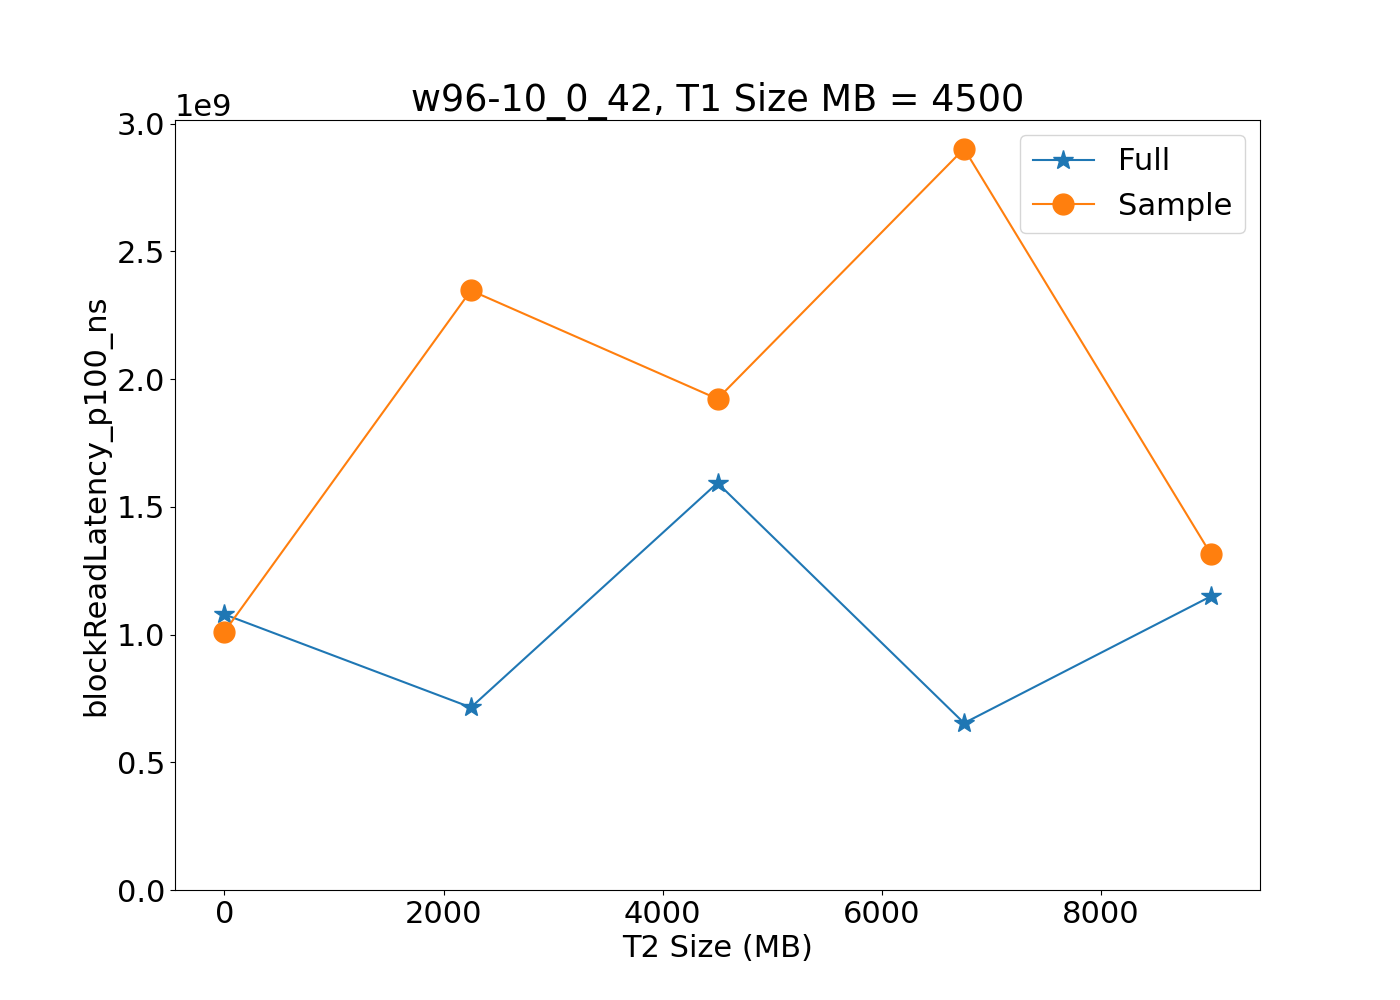 w96-10_0_42, T1 Size MB = 4500
1e9
3.0
2.5
2.0
1.5
1.0
0.5
0.0
blockReadLatency_p100_ns
Full
Sample
0 2000 4000 6000 8000
T2 Size (MB)